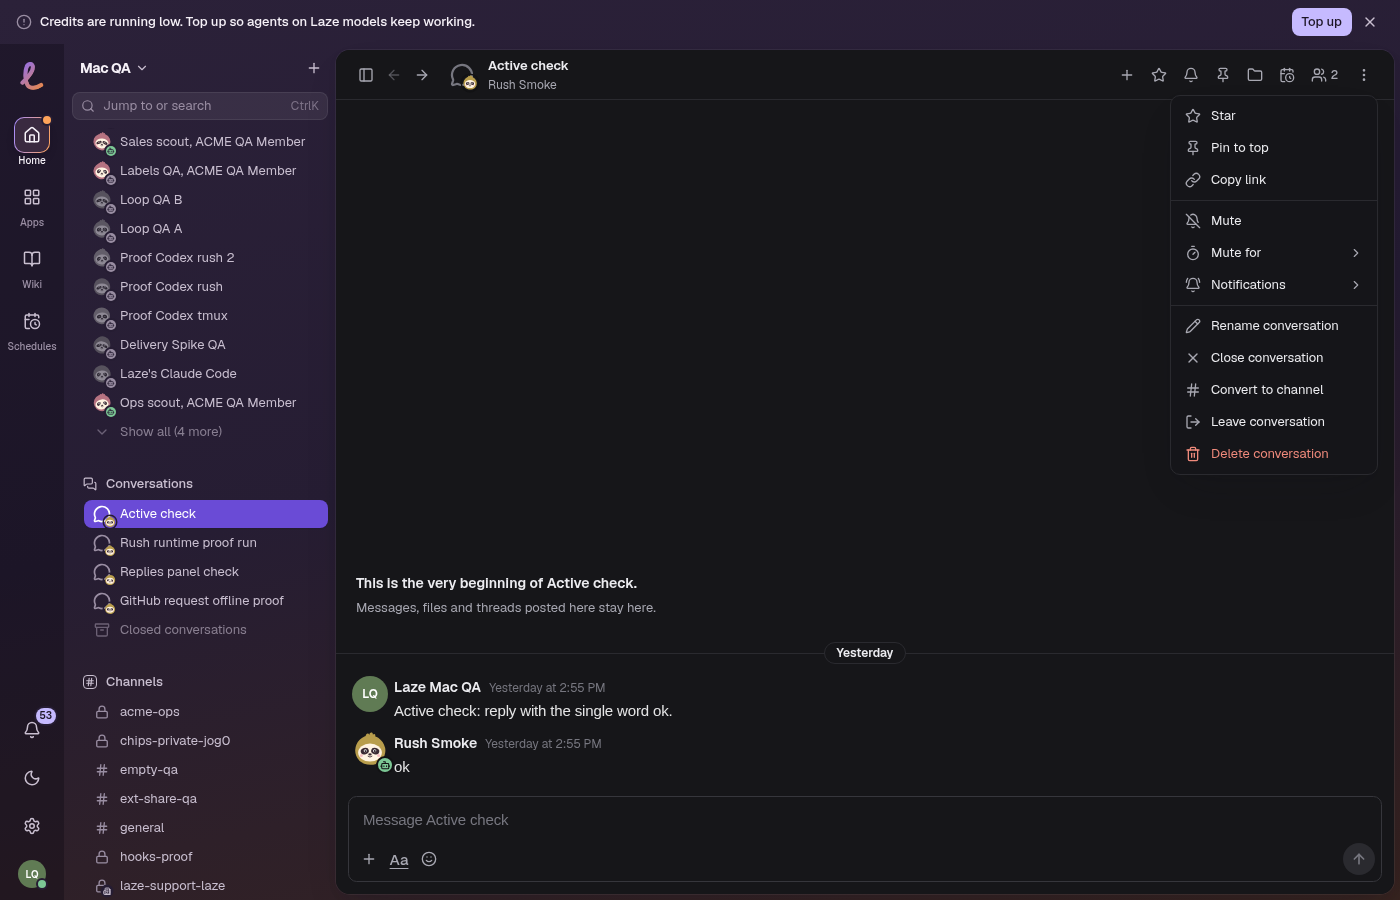 Credits are running low. Top up so agents on Laze models keep working.
Top up
Mac QA
Jump to or search
CtrlK
Home
Apps
Wiki
Schedules
53
LQ
Sales scout, ACME QA Member
Labels QA, ACME QA Member
Loop QA B
Loop QA A
Proof Codex rush 2
Proof Codex rush
Proof Codex tmux
Delivery Spike QA
Laze's Claude Code
Ops scout, ACME QA Member
Show all (4 more)
Conversations
Active check
Rush runtime proof run
Replies panel check
GitHub request offline proof
Closed conversations
Channels
acme-ops
chips-private-jog0
empty-qa
ext-share-qa
general
hooks-proof
laze-support-laze
Active check
Rush Smoke
2
Star
Pin to top
Copy link
Mute
Mute for
Notifications
Rename conversation
Close conversation
Convert to channel
Leave conversation
Delete conversation
This is the very beginning of Active check.
Messages, files and threads posted here stay here.
Yesterday
LQ
Laze Mac QA Yesterday at 2:55 PM
Active check: reply with the single word ok.
Rush Smoke Yesterday at 2:55 PM
ok
Message Active check
Aa